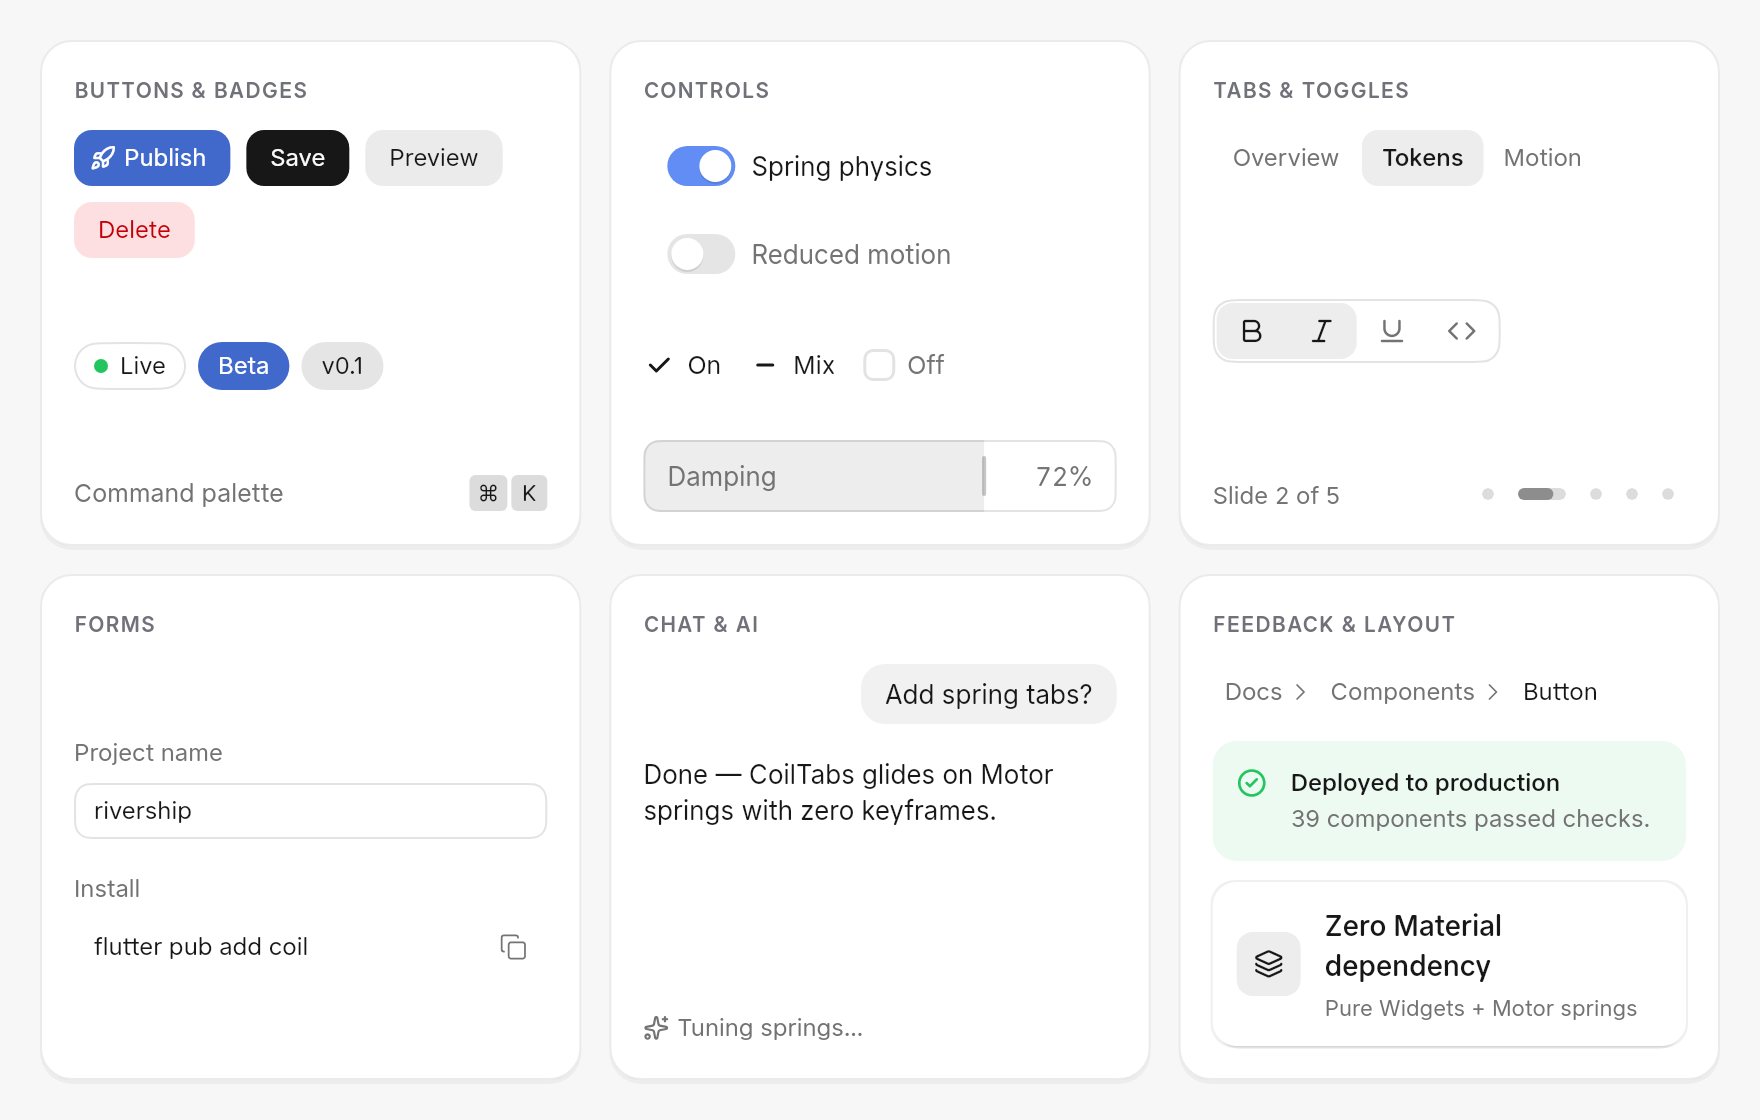 BUTTONS & BADGES
Publish
Save
Preview
Delete
Live
Beta
v0.1
Command palette
⌘ K
CONTROLS
Spring physics
Reduced motion
On
Mix
Off
Damping
72%
TABS & TOGGLES
Overview
Tokens
Motion
B I U <>
Slide 2 of 5
FORMS
Project name
rivership
Install
flutter pub add coil
CHAT & AI
Add spring tabs?
Done — CoilTabs glides on Motor
springs with zero keyframes.
Tuning springs...
FEEDBACK & LAYOUT
Docs > Components > Button
Deployed to production
39 components passed checks.
Zero Material
dependency
Pure Widgets + Motor springs